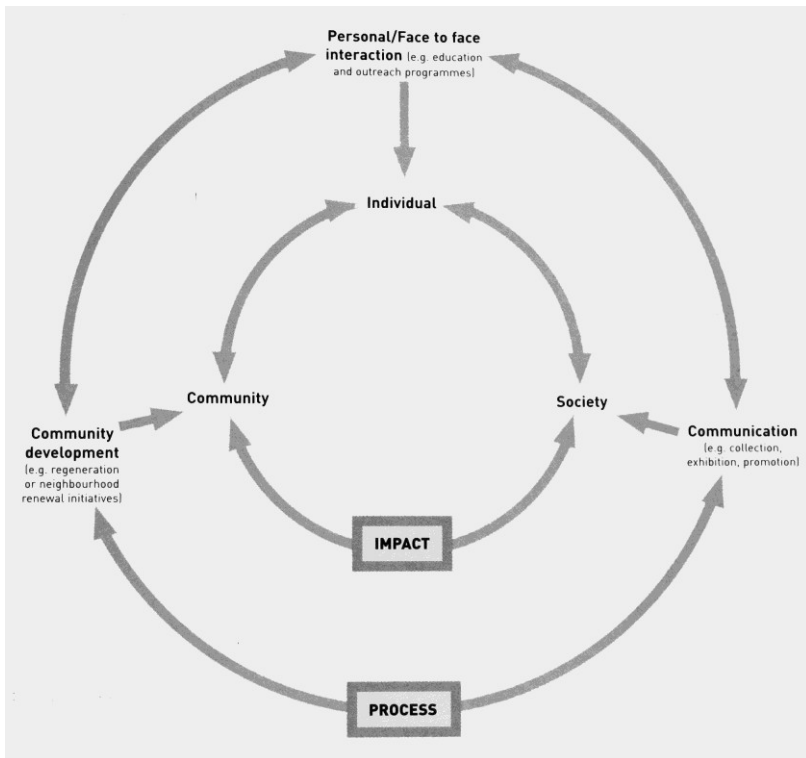 Personal/Face to face
interaction (e.g. education
and outreach programmes)
Individual
Community
Society
Community
development
(e.g. regeneration
or neighbourhood
renewal initiatives)
Communication
(e.g. collection,
exhibition, promotion)
IMPACT
PROCESS